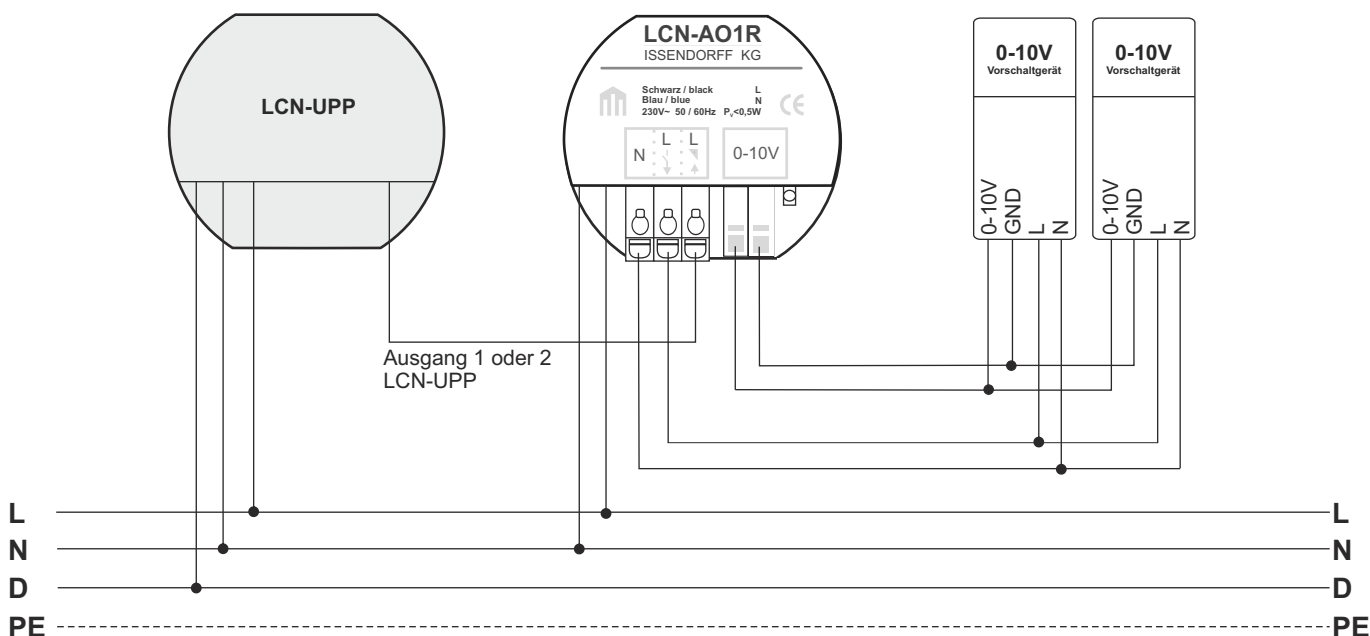 LCN-UPP
LCN-AO1R
ISSENDORFF KG
Schwarz / black L
Blau / blue N
230V~ 50 / 60Hz Pv<0,5W
CE
N L L
0-10V
0-10V
Vorschaltgerät
0-10V
GND
L
N
0-10V
Vorschaltgerät
0-10V
GND
L
N
Ausgang 1 oder 2
LCN-UPP
L L
N N
D D
PE PE